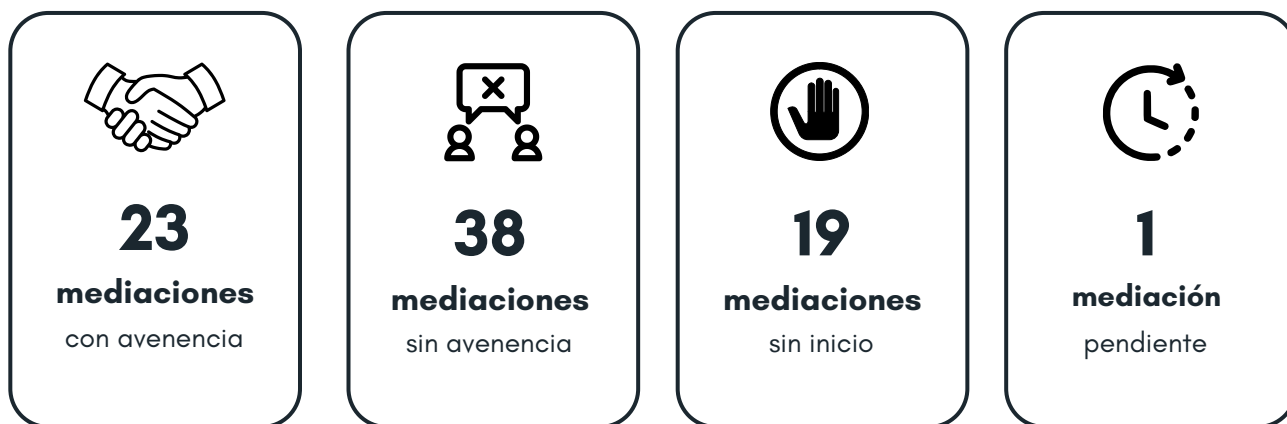 23
mediaciones
con avenencia
38
mediaciones
sin avenencia
19
mediaciones
sin inicio
1
mediación
pendiente